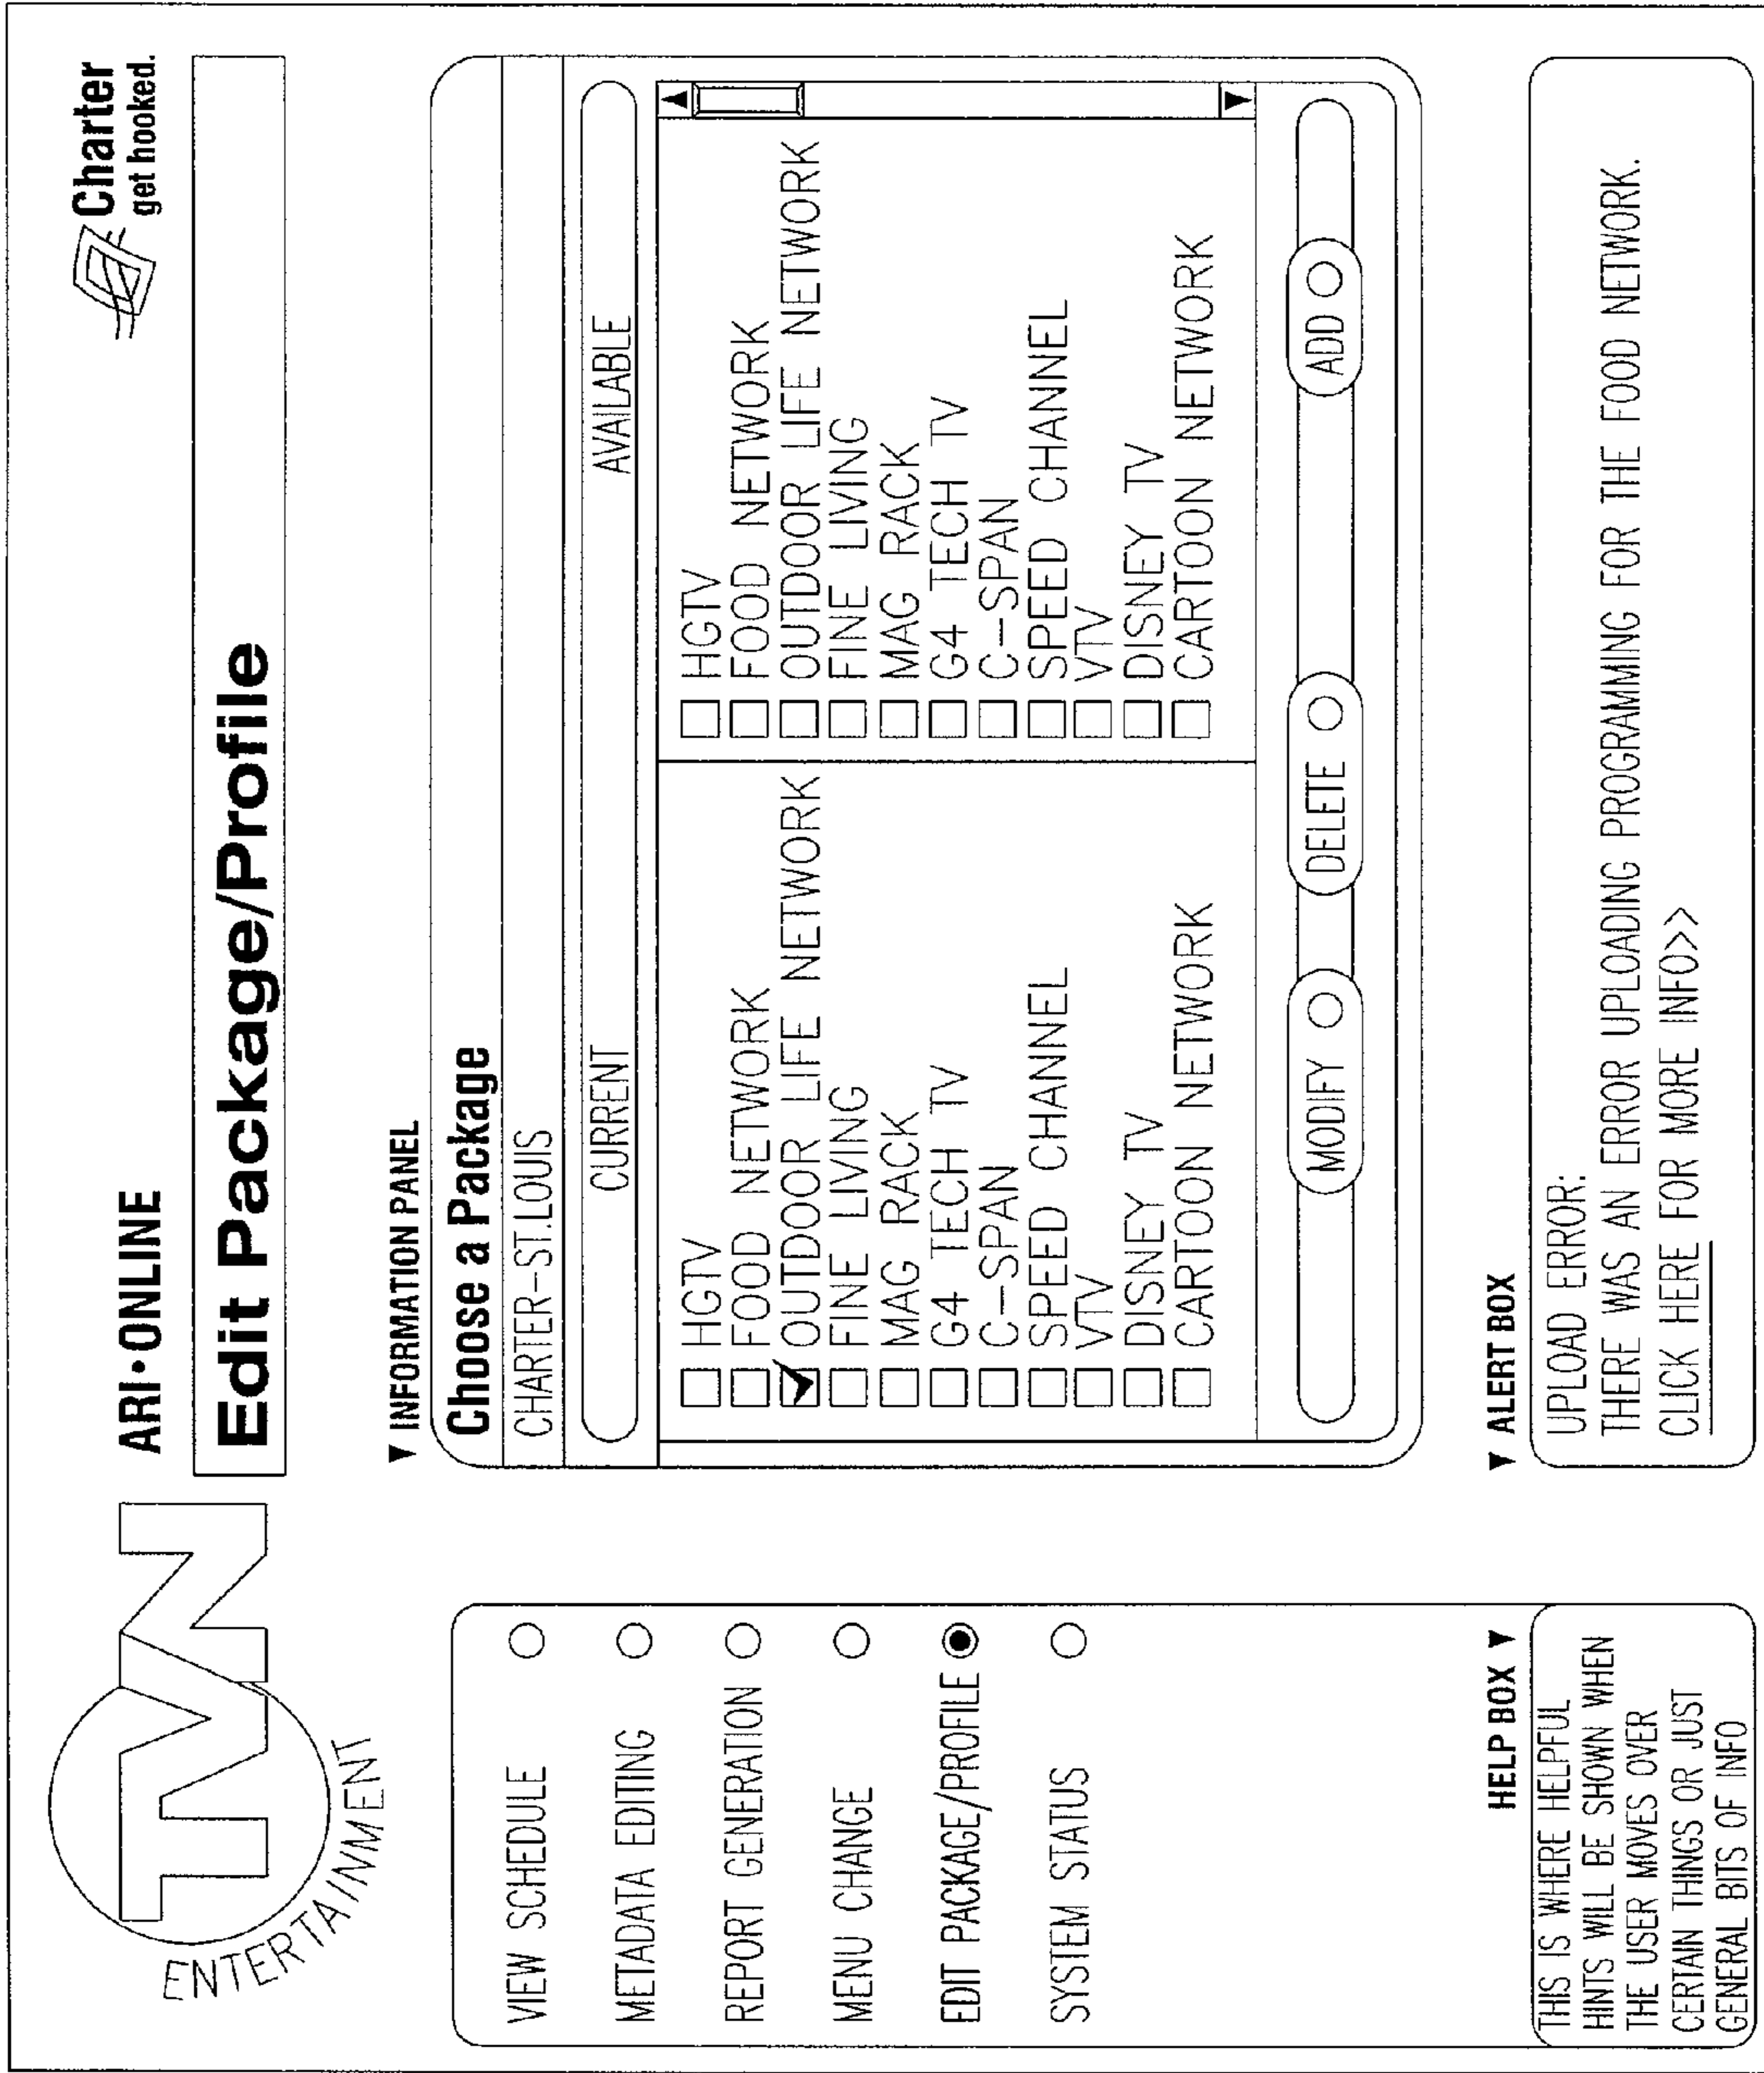 TVN
ENTERTAINMENT
ARI•ONLINE
Charter
get hooked.
Edit Package/Profile
VIEW SCHEDULE
METADATA EDITING
REPORT GENERATION
MENU CHANGE
EDIT PACKAGE/PROFILE
SYSTEM STATUS
▼ INFORMATION PANEL
Choose a Package
CHARTER-ST.LOUIS
CURRENT
HGTV
FOOD NETWORK
OUTDOOR LIFE NETWORK
FINE LIVING
MAG RACK
G4 TECH TV
C-SPAN
SPEED CHANNEL
VTV
DISNEY TV
CARTOON NETWORK
AVAILABLE
HGTV
FOOD NETWORK
OUTDOOR LIFE NETWORK
FINE LIVING
MAG RACK
G4 TECH TV
C-SPAN
SPEED CHANNEL
VTV
DISNEY TV
CARTOON NETWORK
MODIFY
DELETE
ADD
HELP BOX ▼
THIS IS WHERE HELPFUL
HINTS WILL BE SHOWN WHEN
THE USER MOVES OVER
CERTAIN THINGS OR JUST
GENERAL BITS OF INFO
▼ ALERT BOX
UPLOAD ERROR:
THERE WAS AN ERROR UPLOADING PROGRAMMING FOR THE FOOD NETWORK.
CLICK HERE FOR MORE INFO>>